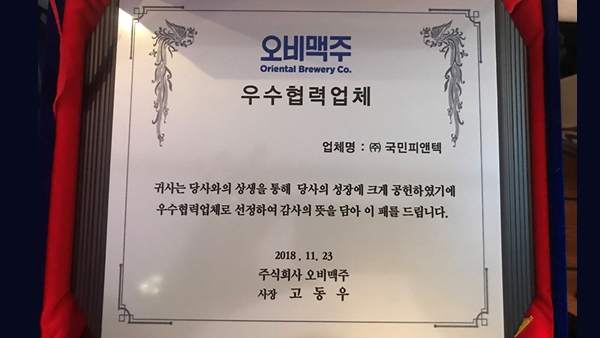 오비맥주
Oriental Brewery Co.
우수협력업체
업체명 : ㈜ 국민피앤텍
귀사는 당사와의 상생을 통해 당사의 성장에 크게 공헌하였기에
우수협력업체로 선정하여 감사의 뜻을 담아 이 패를 드립니다.
2018. 11. 23
주식회사 오비맥주
사장 고 동 우